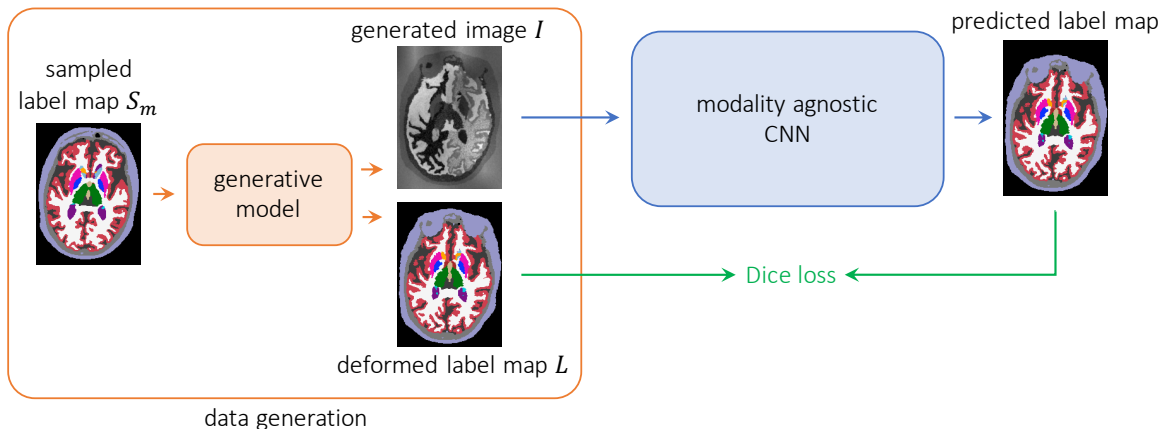 sampled
label map S_m
generative
model
generated image I
deformed label map L
data generation
modality agnostic
CNN
predicted label map
Dice loss